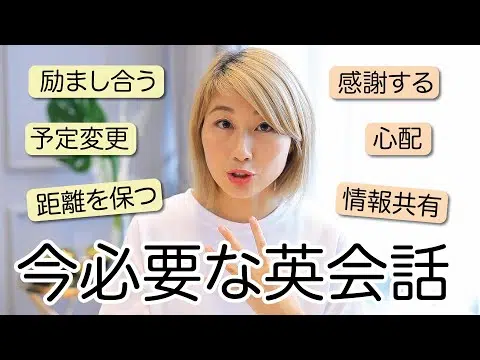 励まし合う
予定変更
距離を保つ
感謝する
心配
情報共有
今必要な英会話